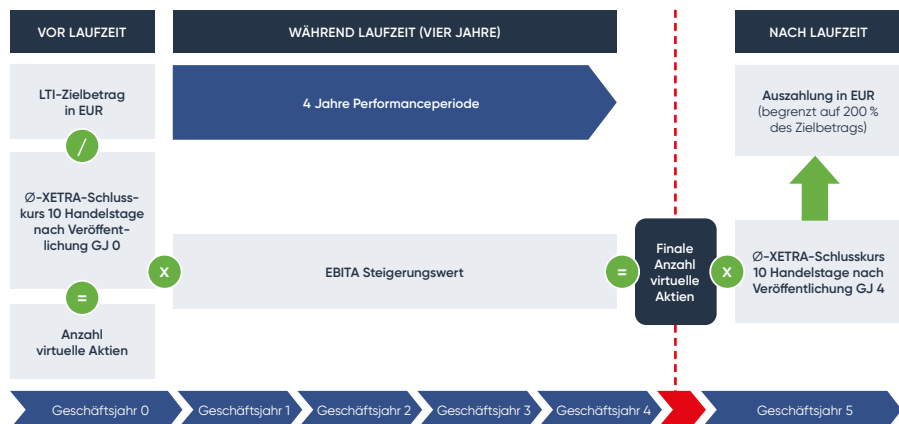 VOR LAUFZEIT
WÄHREND LAUFZEIT (VIER JAHRE)
NACH LAUFZEIT
LTI-Zielbetrag
in EUR
/
Ø-XETRA-Schluss-
kurs 10 Handelstage
nach Veröffent-
lichung GJ 0
=
Anzahl
virtuelle Aktien
4 Jahre Performanceperiode
x
EBITA Steigerungswert
=
Finale
Anzahl
virtuelle
Aktien
x
Auszahlung in EUR
(begrenzt auf 200 %
des Zielbetrags)
Ø-XETRA-Schlusskurs
10 Handelstage nach
Veröffentlichung GJ 4
Geschäftsjahr 0
Geschäftsjahr 1
Geschäftsjahr 2
Geschäftsjahr 3
Geschäftsjahr 4
Geschäftsjahr 5